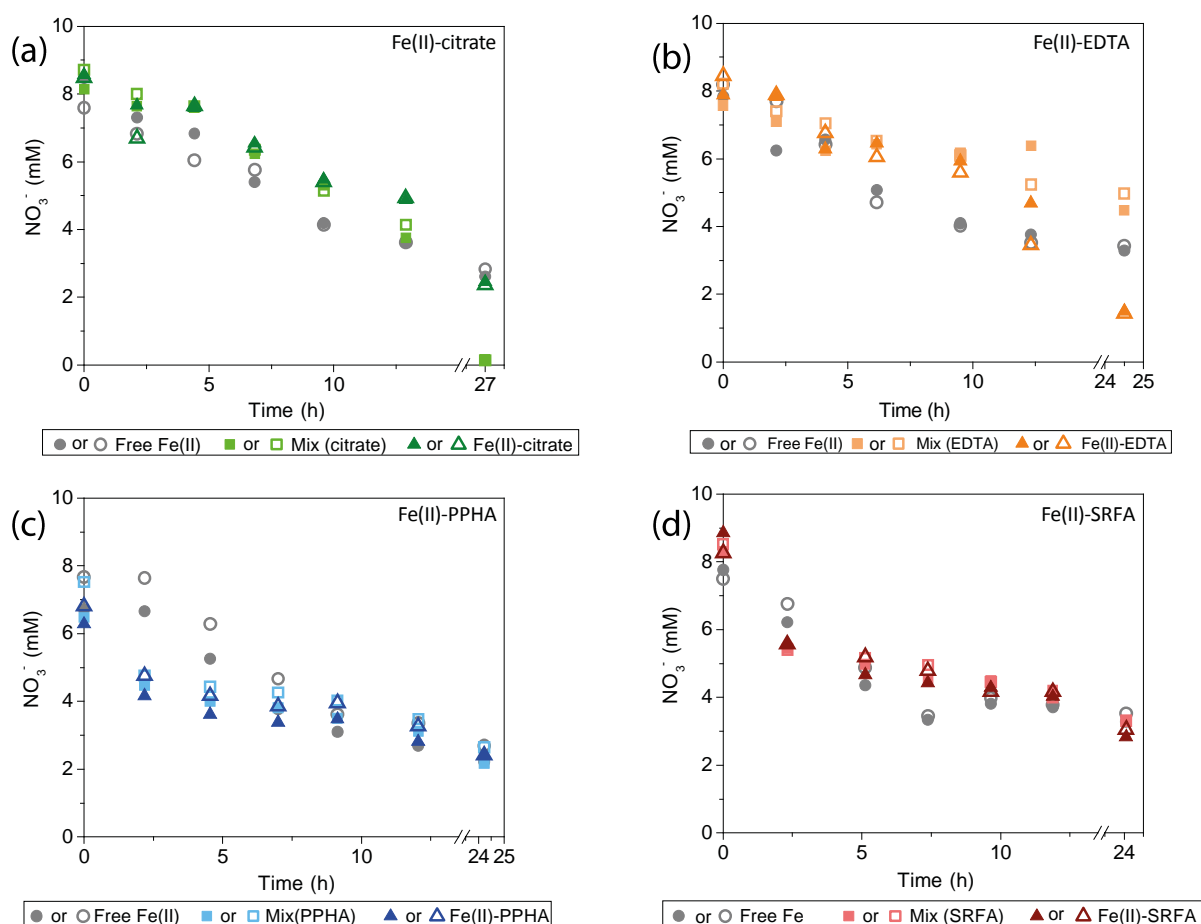 (a)
Fe(II)-citrate
10
8
6
4
2
0
NO₃⁻ (mM)
0 5 10 27
Time (h)
or Free Fe(II) or Mix (citrate) or Fe(II)-citrate
(b)
Fe(II)-EDTA
10
8
6
4
2
0
NO₃⁻ (mM)
0 5 10 24 25
Time (h)
or Free Fe(II) or Mix (EDTA) or Fe(II)-EDTA
(c)
Fe(II)-PPHA
10
8
6
4
2
0
NO₃⁻ (mM)
0 5 10 24 25
Time (h)
or Free Fe(II) or Mix(PPHA) or Fe(II)-PPHA
(d)
Fe(II)-SRFA
10
8
6
4
2
0
NO₃⁻ (mM)
0 5 10 24
Time (h)
or Free Fe or Mix (SRFA) or Fe(II)-SRFA